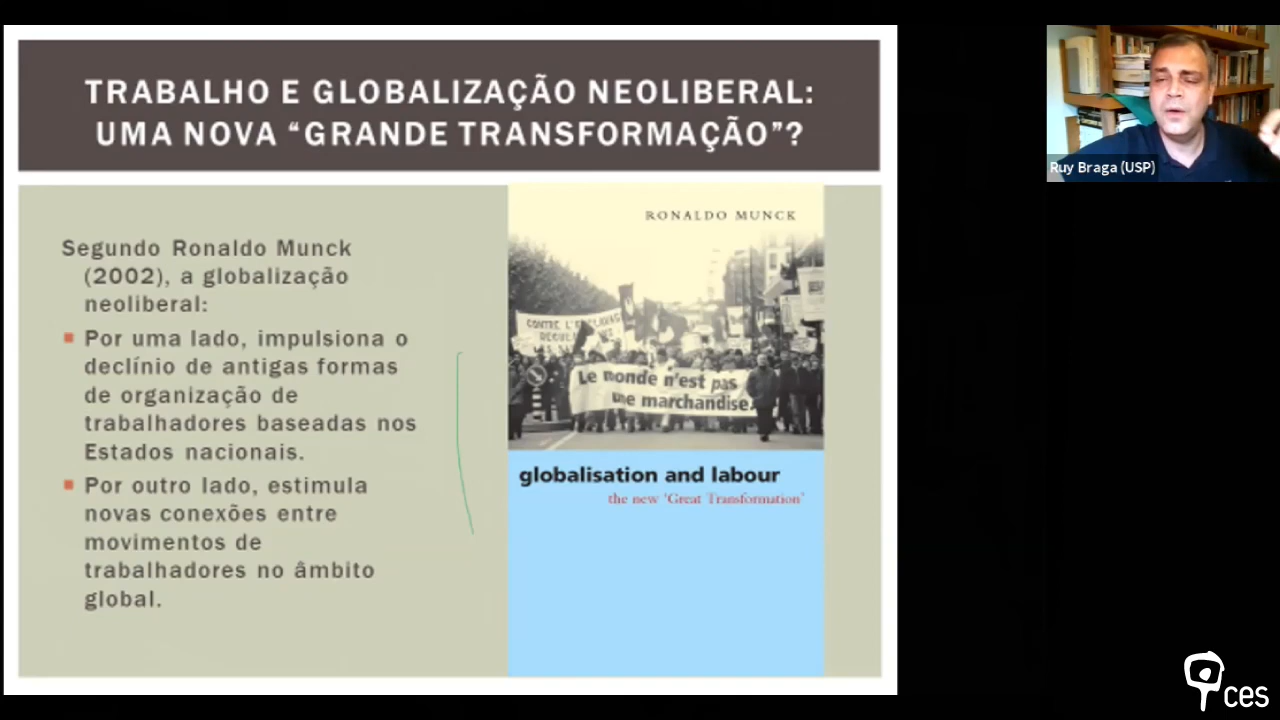 TRABALHO E GLOBALIZAÇÃO NEOLIBERAL:
UMA NOVA “GRANDE TRANSFORMAÇÃO”?
Segundo Ronaldo Munck
(2002), a globalização
neoliberal:
Por uma lado, impulsiona o
declínio de antigas formas
de organização de
trabalhadores baseadas nos
Estados nacionais.
Por outro lado, estimula
novas conexões entre
movimentos de
trabalhadores no âmbito
global.
RONALDO MUNCK
CONTRE L'
Le monde n'est pas
une marchandise
globalisation and labour
the new ‘Great Transformation’
Ruy Braga (USP)
ces